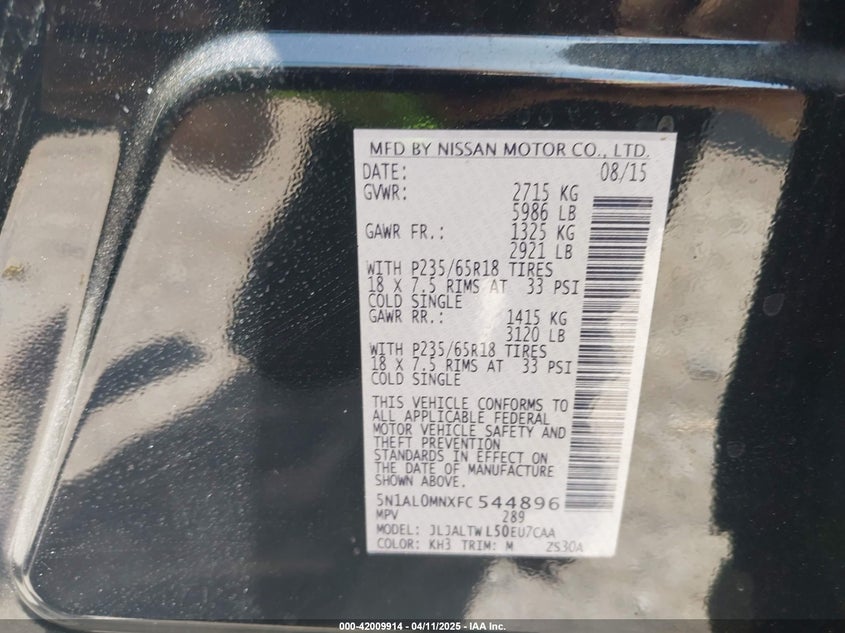 MFD BY NISSAN MOTOR CO., LTD.
DATE: 08/15
GVWR: 2715 KG
5986 LB
GAWR FR.: 1325 KG
2921 LB
WITH P235/65R18 TIRES
18 X 7.5 RIMS AT 33 PSI
COLD SINGLE
GAWR RR.: 1415 KG
3120 LB
WITH P235/65R18 TIRES
18 X 7.5 RIMS AT 33 PSI
COLD SINGLE
THIS VEHICLE CONFORMS TO
ALL APPLICABLE FEDERAL
MOTOR VEHICLE SAFETY AND
THEFT PREVENTION
STANDARDS IN EFFECT ON
THE DATE OF MANUFACTURE
SHOWN ABOVE.
5N1AL0MNXFC544896
MPV 289
MODEL: JLJALTWL50EU7CAA
COLOR: KH3 TRIM: M 2S30A
000-42009914 - 04/11/2025 - IAA Inc.